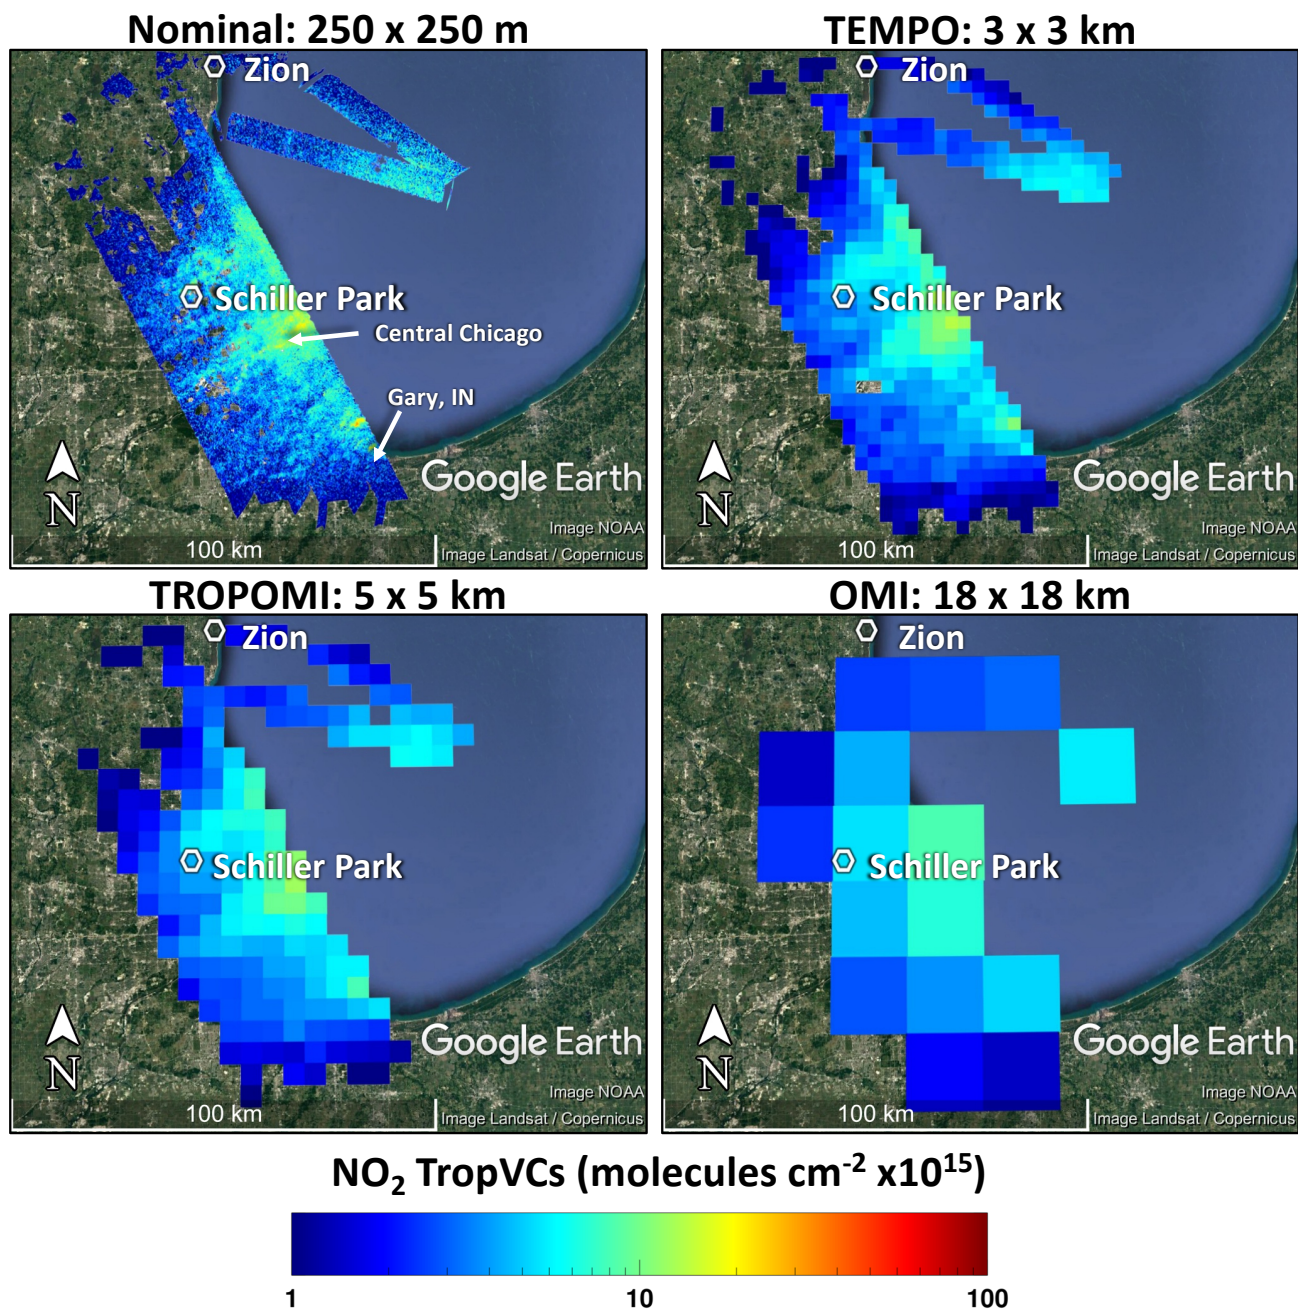 Nominal: 250 x 250 m
Zion
Schiller Park
Central Chicago
Gary, IN
N
Google Earth
Image NOAA
100 km
Image Landsat / Copernicus
TEMPO: 3 x 3 km
Zion
Schiller Park
N
Google Earth
Image NOAA
100 km
Image Landsat / Copernicus
TROPOMI: 5 x 5 km
Zion
Schiller Park
N
Google Earth
Image NOAA
100 km
Image Landsat / Copernicus
OMI: 18 x 18 km
Zion
Schiller Park
N
Google Earth
Image NOAA
100 km
Image Landsat / Copernicus
NO₂ TropVCs (molecules cm⁻² x10¹⁵)
1 10 100